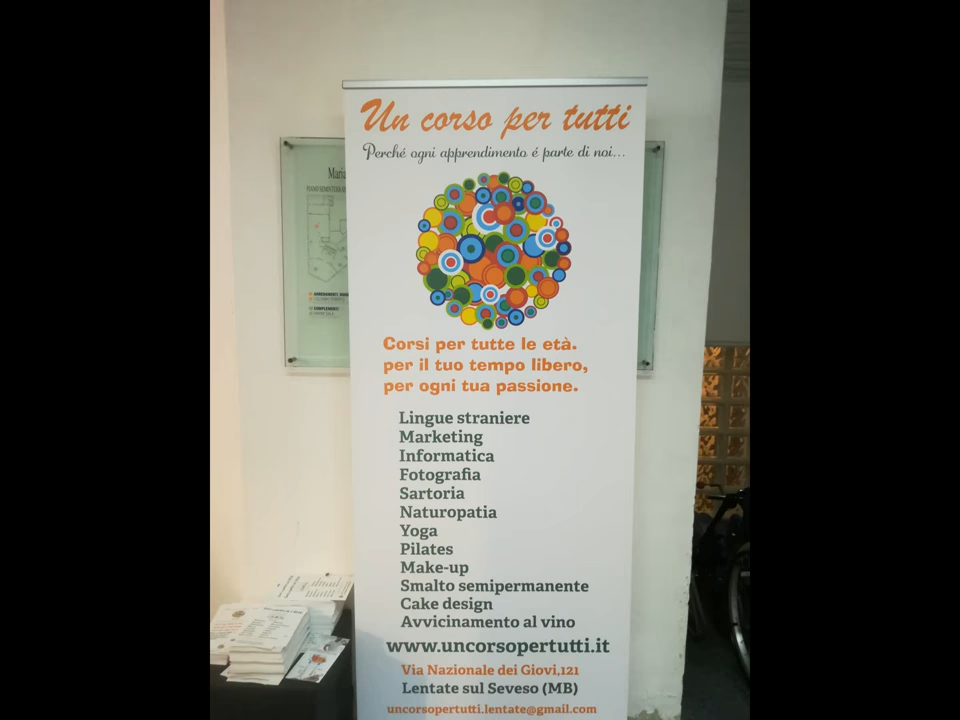 Un corso per tutti
Perché ogni apprendimento é parte di noi...
Maria
Corsi per tutte le età.
per il tuo tempo libero,
per ogni tua passione.
Lingue straniere
Marketing
Informatica
Fotografia
Sartoria
Naturopatia
Yoga
Pilates
Make-up
Smalto semipermanente
Cake design
Avvicinamento al vino
www.uncorsopertutti.it
Via Nazionale dei Giovi,121
Lentate sul Seveso (MB)
uncorsopertutti.lentate@gmail.com